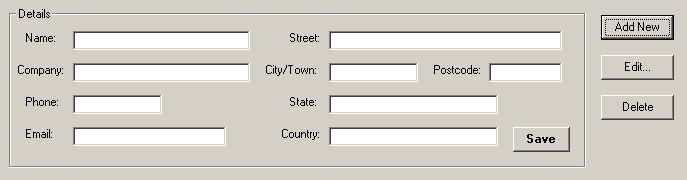 Details
Name: Street: Add New
Company: City/Town: Postcode: Edit...
Phone: State: Delete
Email: Country: Save